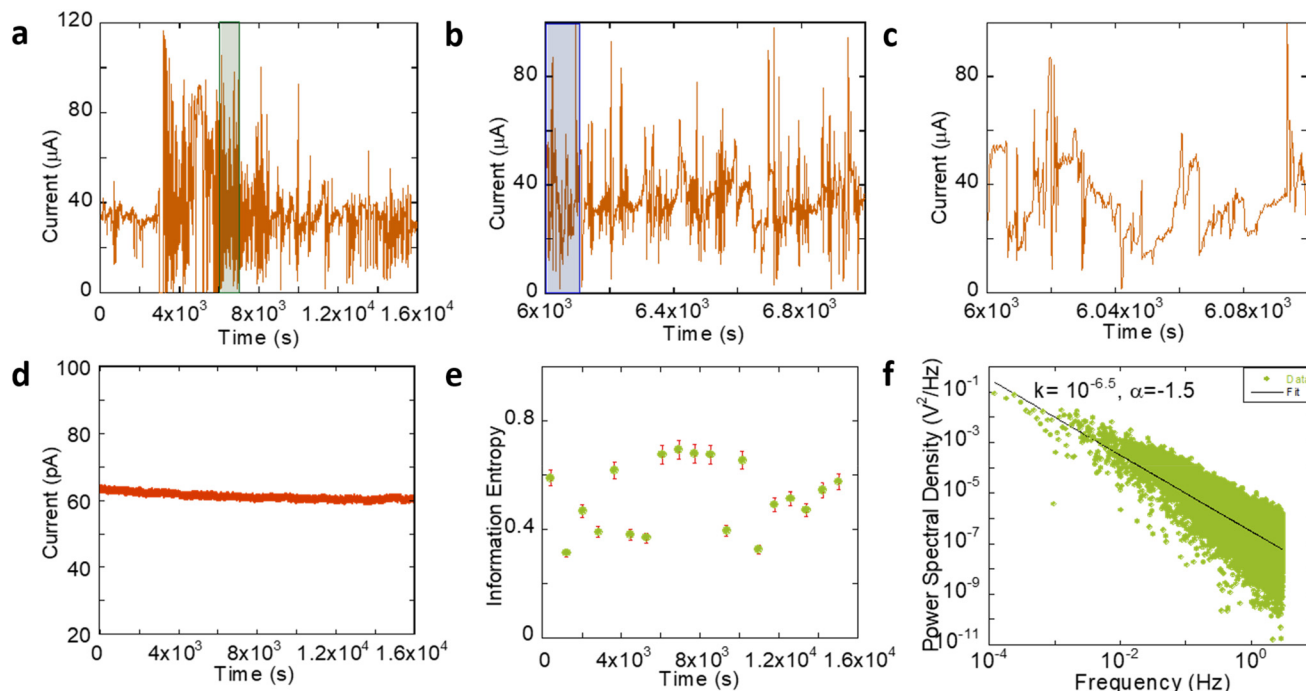 a
120
80
40
0
Current (μA)
0
4x10³
8x10³
1.2x10⁴
1.6x10⁴
Time (s)
b
80
40
0
Current (μA)
6x10³
6.4x10³
6.8x10³
Time (s)
c
80
40
0
Current (μA)
6x10³
6.04x10³
6.08x10³
Time (s)
d
100
80
60
40
20
Current (pA)
0
4x10³
8x10³
1.2x10⁴
1.6x10⁴
Time (s)
e
0.8
0.4
0
Information Entropy
0
4x10³
8x10³
1.2x10⁴
1.6x10⁴
Time (s)
f
k= 10⁻⁶·⁵, α=-1.5
Data
Fit
10⁻¹
10⁻³
10⁻⁵
10⁻⁷
10⁻⁹
10⁻¹¹
Power Spectral Density (V²/Hz)
10⁻⁴
10⁻²
10⁰
Frequency (Hz)